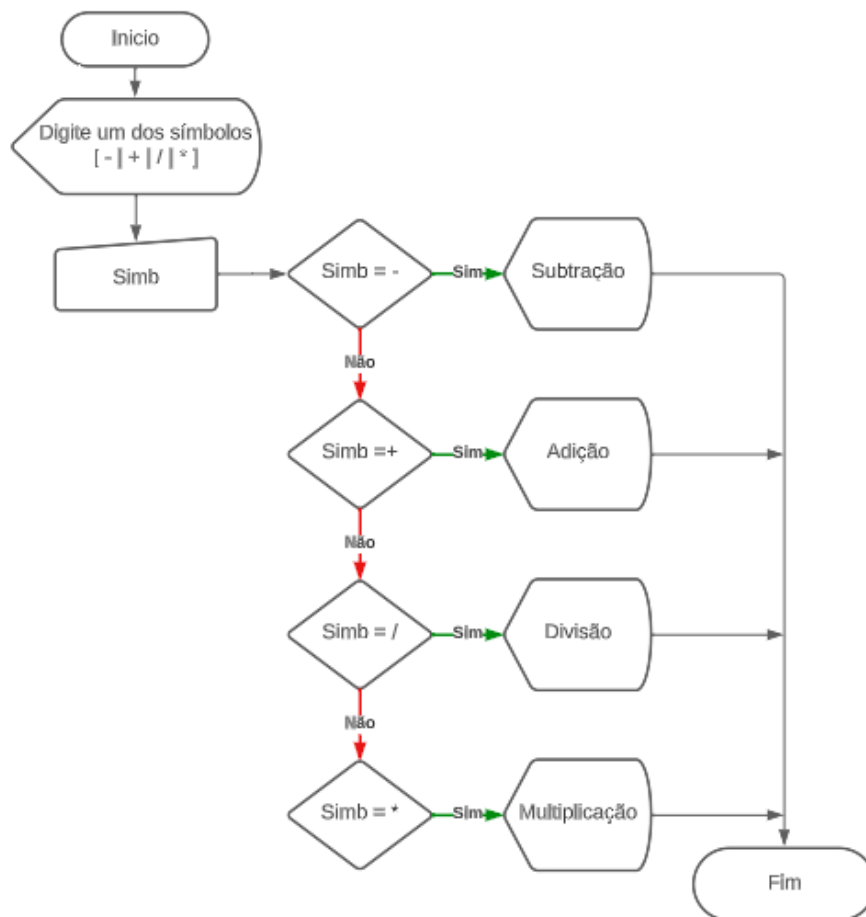 Inicio
Digite um dos símbolos
[ - | + | / | * ]
Simb
Simb = -
Sim
Subtração
Não
Simb =+
Sim
Adição
Não
Simb = /
Sim
Divisão
Não
Simb = *
Sim
Multiplicação
Fim